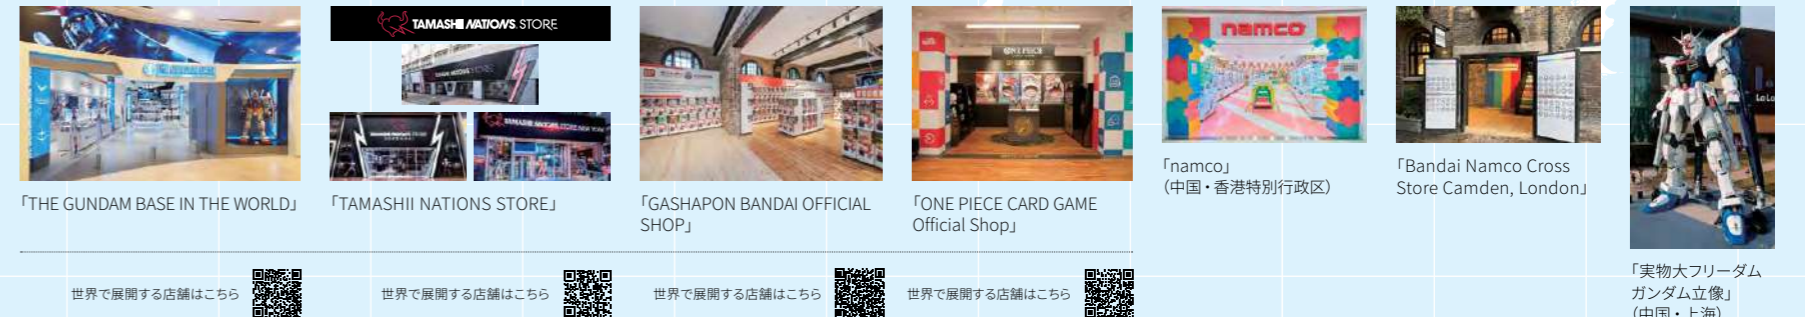 TAMASHII NATIONS STORE
namco
ONE PIECE
「THE GUNDAM BASE IN THE WORLD」
「TAMASHII NATIONS STORE」
「GASHAPON BANDAI OFFICIAL
SHOP」
「ONE PIECE CARD GAME
Official Shop」
「namco」
（中国・香港特別行政区）
「Bandai Namco Cross
Store Camden, London」
「実物大フリーダム
ガンダム立像」
（中国・上海）
世界で展開する店舗はこちら
世界で展開する店舗はこちら
世界で展開する店舗はこちら
世界で展開する店舗はこちら